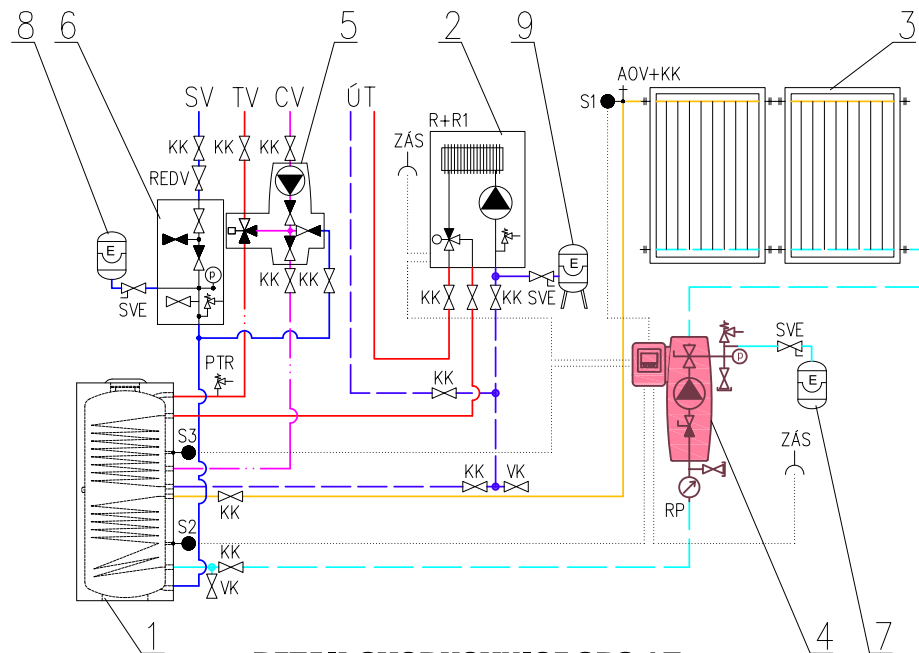 8 6 5 2 9 3
SV TV CV ÚT
AOV+KK
S1
R+R1
ZÁS
KK KK KK
REDV
E
P
E
KK KK
KK KK
SVE
SVE
SVE
PTR
P
E
KK
S3
ZÁS
KK VK
KK
RP
S2
KK
VK
1 4 7